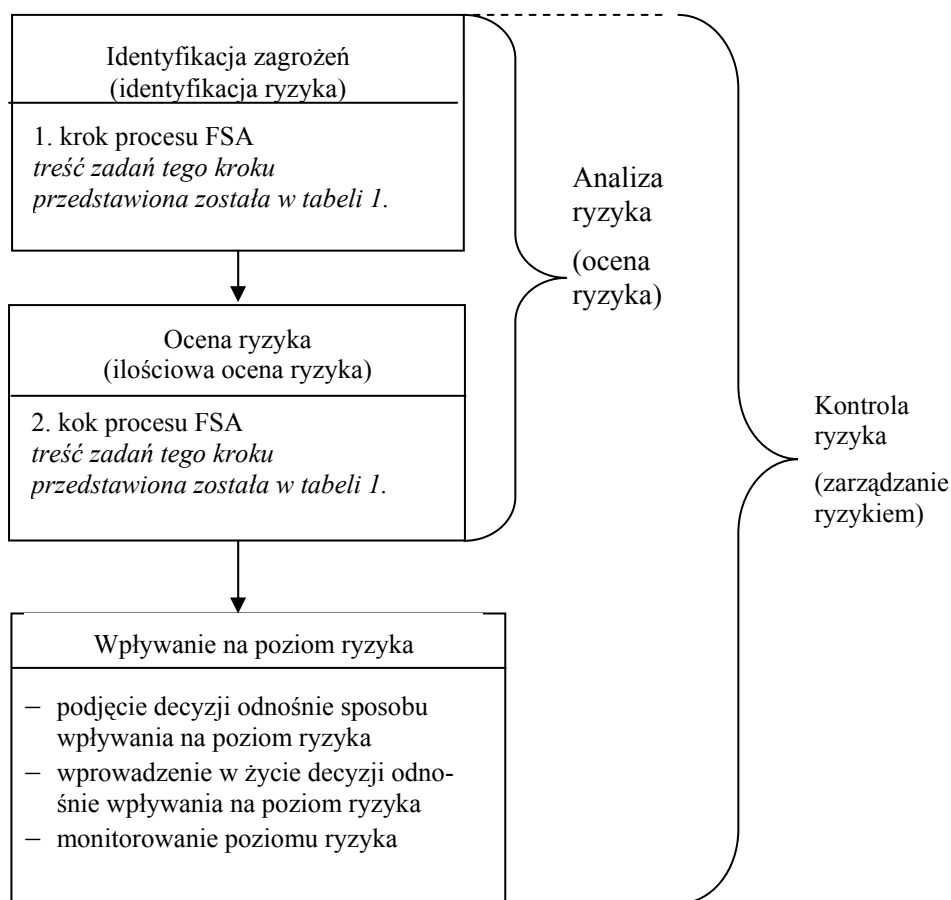 Identyfikacja zagrożeń
(identyfikacja ryzyka)
1. krok procesu FSA
treść zadań tego kroku
przedstawiona została w tabeli 1.
Analiza
ryzyka
(ocena
ryzyka)
Ocena ryzyka
(ilościowa ocena ryzyka)
2. kok procesu FSA
treść zadań tego kroku
przedstawiona została w tabeli 1.
Kontrola
ryzyka
(zarządzanie
ryzykiem)
Wpływanie na poziom ryzyka
– podjęcie decyzji odnośnie sposobu
wpływania na poziom ryzyka
– wprowadzenie w życie decyzji odno-
śnie wpływania na poziom ryzyka
– monitorowanie poziomu ryzyka